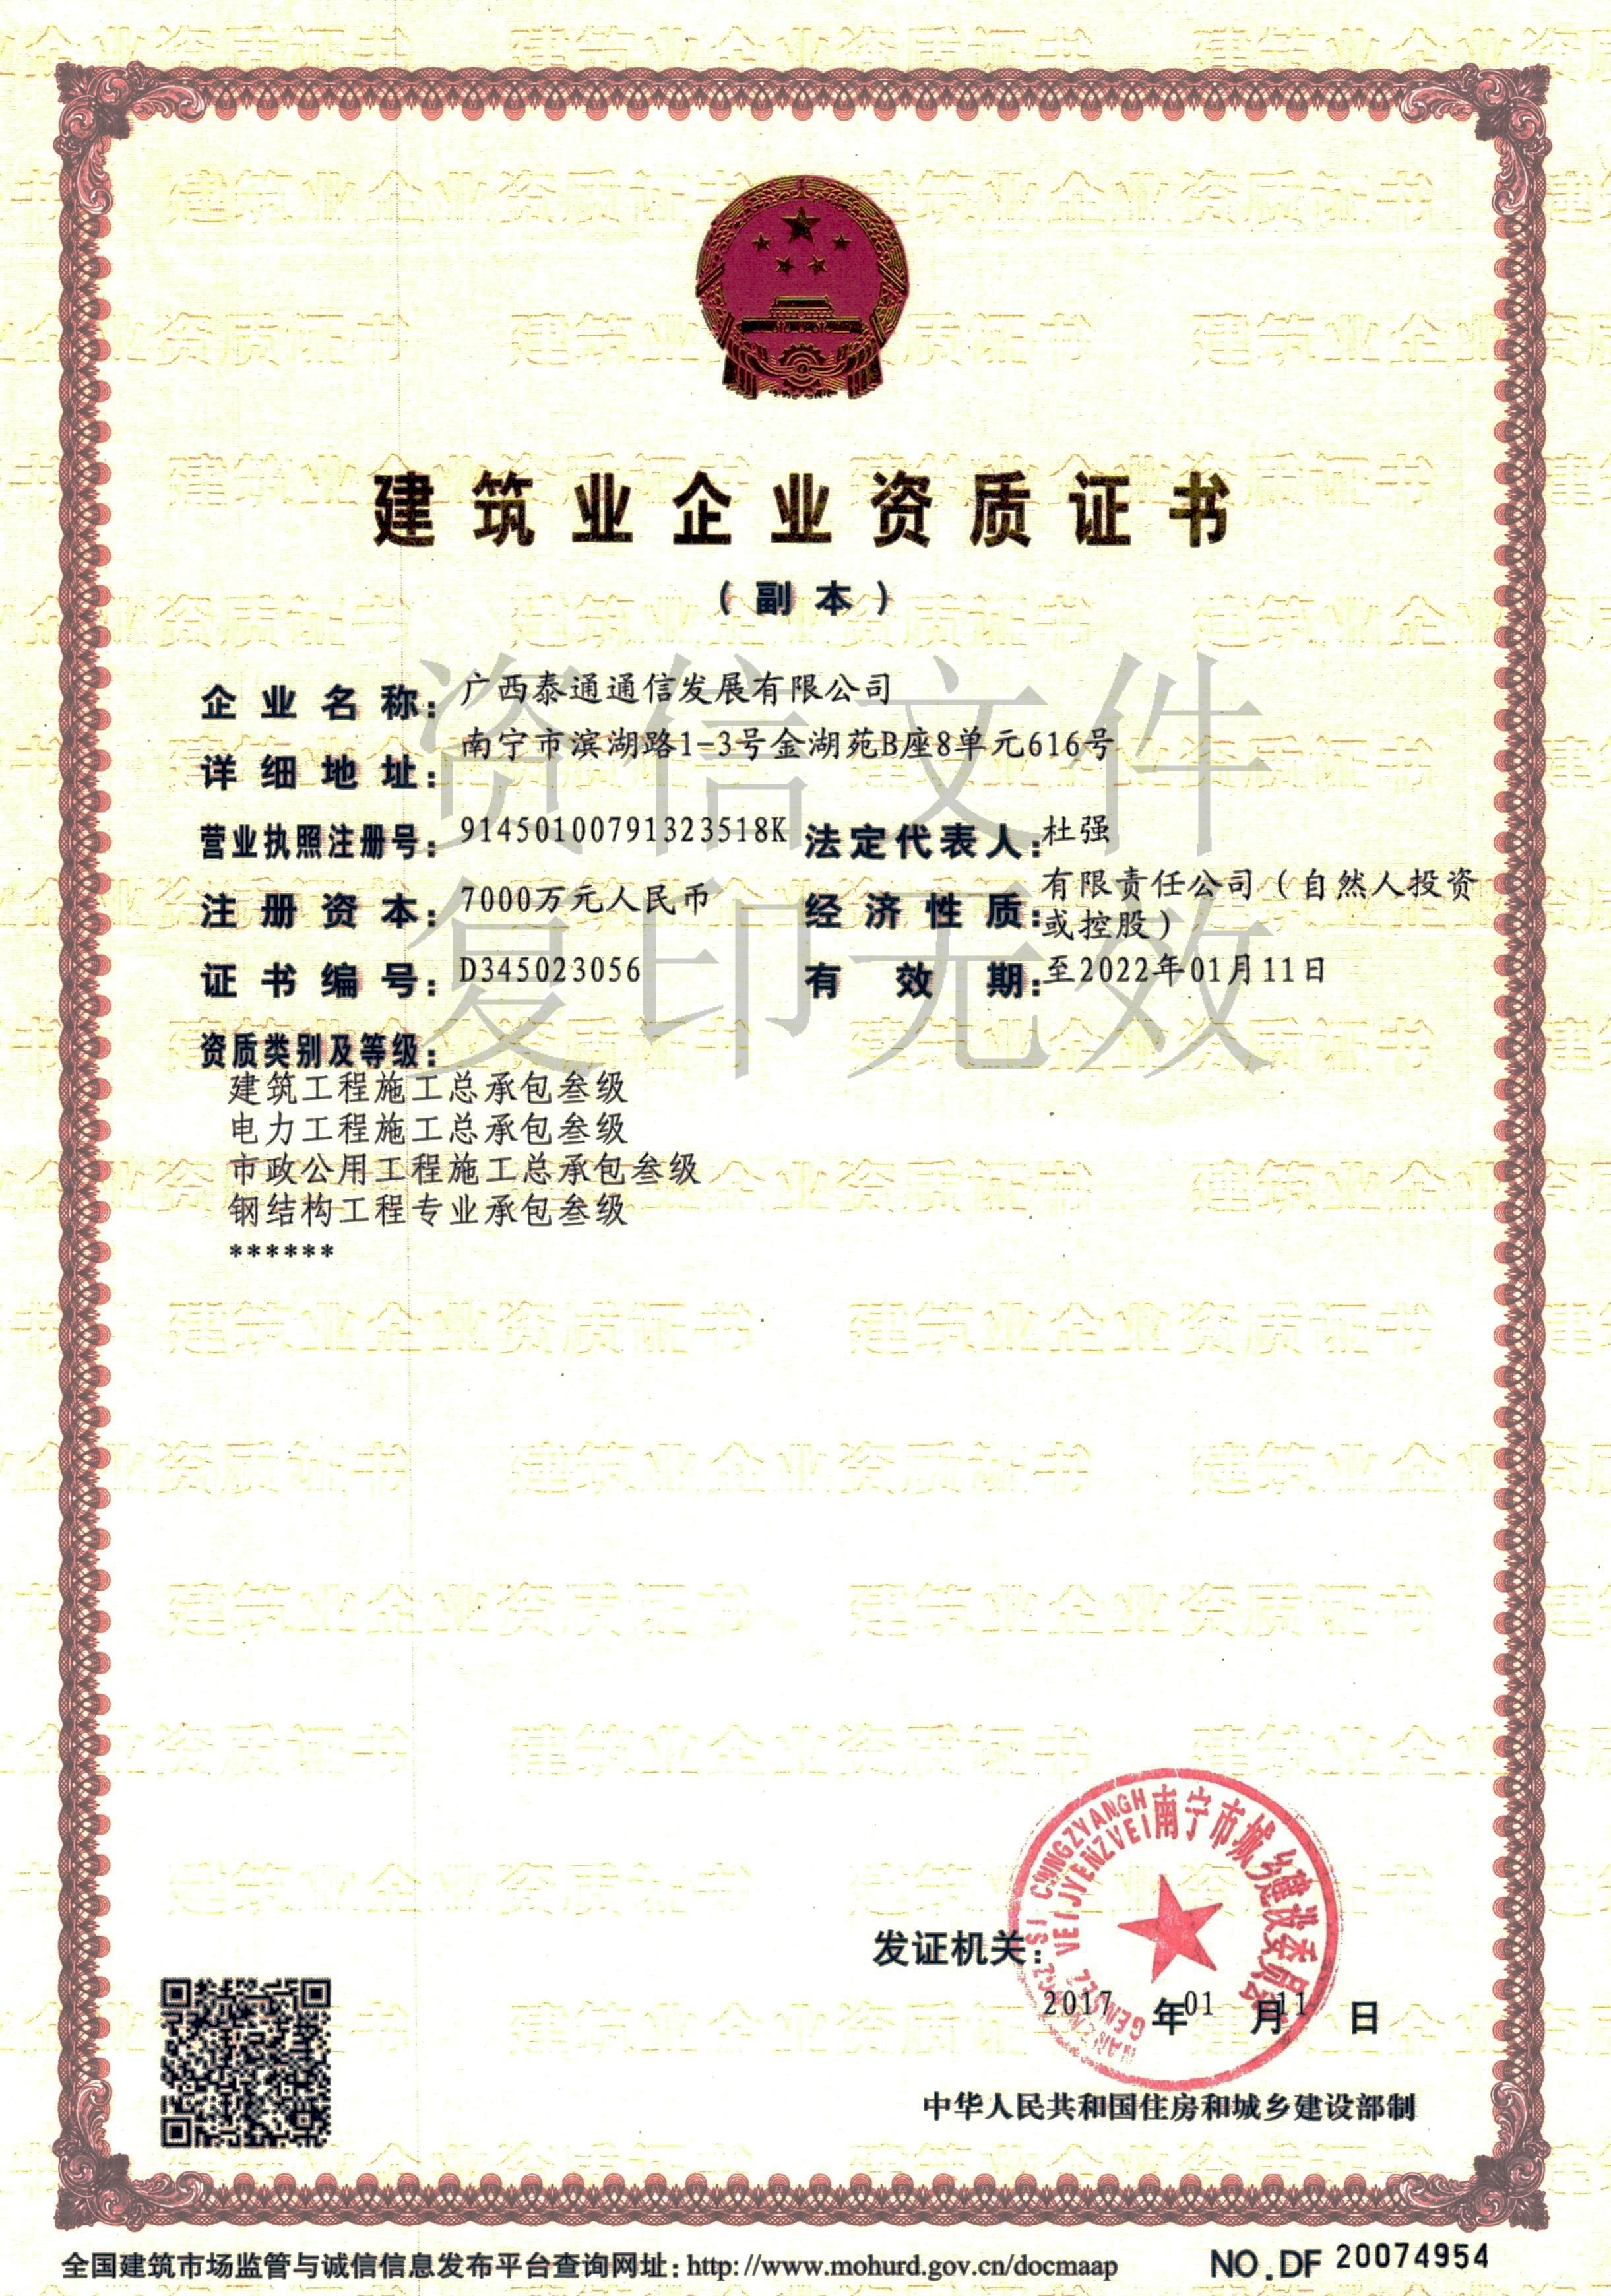 建筑业企业资质证书
（副本）
企业名称：广西泰通通信发展有限公司
详细地址：南宁市滨湖路1-3号金湖苑B座8单元616号
营业执照注册号：91450100791323518K 法定代表人：杜强
注册资本：7000万元人民币 经济性质：有限责任公司（自然人投资
或控股）
证书编号：D345023056 有效期：至2022年01月11日
资质类别及等级：
建筑工程施工总承包叁级
电力工程施工总承包叁级
市政公用工程施工总承包叁级
钢结构工程专业承包叁级
******
资信文件
复印无效
南宁市城乡建设委员会
发证机关：
2017年01月11日
中华人民共和国住房和城乡建设部制
全国建筑市场监管与诚信信息发布平台查询网址：http://www.mohurd.gov.cn/docmaap
NO.DF 20074954